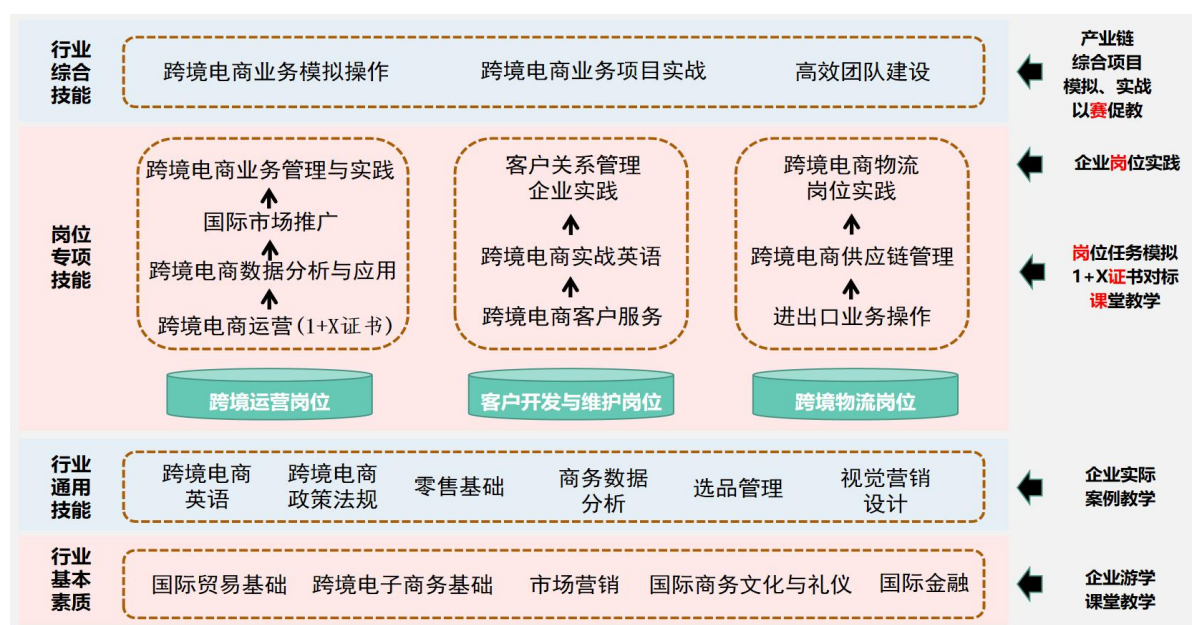 行业
综合
技能
跨境电商业务模拟操作
跨境电商业务项目实战
高效团队建设
产业链
综合项目
模拟、实战
以赛促教
岗位
专项
技能
跨境电商业务管理与实践
国际市场推广
跨境电商数据分析与应用
跨境电商运营(1+X证书)
跨境运营岗位
客户关系管理
企业实践
跨境电商实战英语
跨境电商客户服务
客户开发与维护岗位
跨境电商物流
岗位实践
跨境电商供应链管理
进出口业务操作
跨境物流岗位
企业岗位实践
岗位任务模拟
1+X证书对标
课堂教学
行业
通用
技能
跨境电商
英语
跨境电商
政策法规
零售基础
商务数据
分析
选品管理
视觉营销
设计
企业实际
案例教学
行业
基本
素质
国际贸易基础
跨境电子商务基础
市场营销
国际商务文化与礼仪
国际金融
企业游学
课堂教学